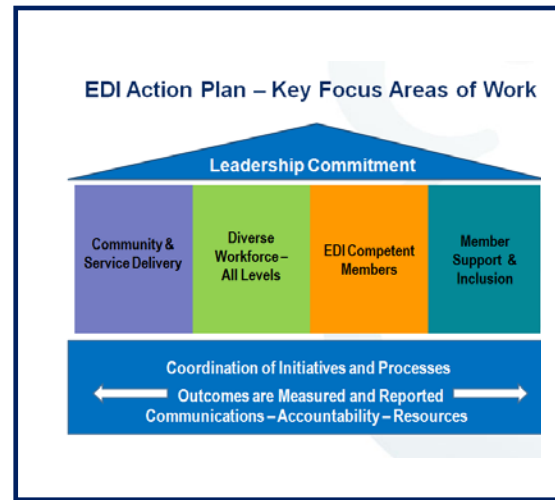 EDI Action Plan – Key Focus Areas of Work
Leadership Commitment
Community &
Service Delivery
Diverse
Workforce –
All Levels
EDI Competent
Members
Member
Support &
Inclusion
Coordination of Initiatives and Processes
Outcomes are Measured and Reported
Communications – Accountability – Resources